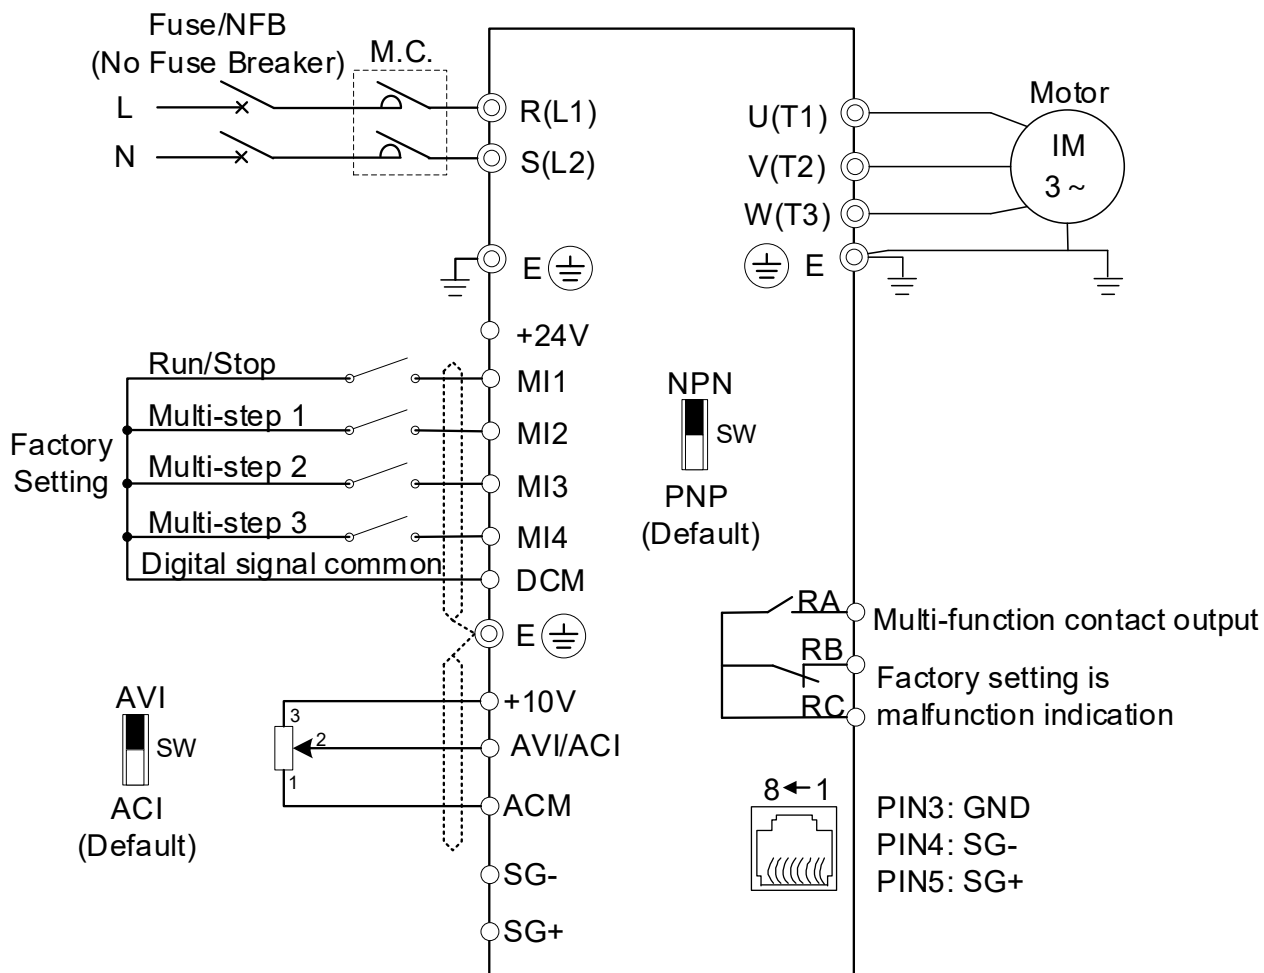 Fuse/NFB
(No Fuse Breaker)
M.C.
L
N
R(L1)
S(L2)
E
U(T1)
V(T2)
W(T3)
E
Motor
IM
3 ~
+24V
Run/Stop
MI1
Multi-step 1
MI2
Factory
Setting
Multi-step 2
MI3
Multi-step 3
MI4
Digital signal common
DCM
E
NPN
SW
PNP
(Default)
RA
Multi-function contact output
RB
RC
Factory setting is
malfunction indication
AVI
SW
ACI
(Default)
3
2
1
+10V
AVI/ACI
ACM
SG-
SG+
8 ← 1
PIN3: GND
PIN4: SG-
PIN5: SG+